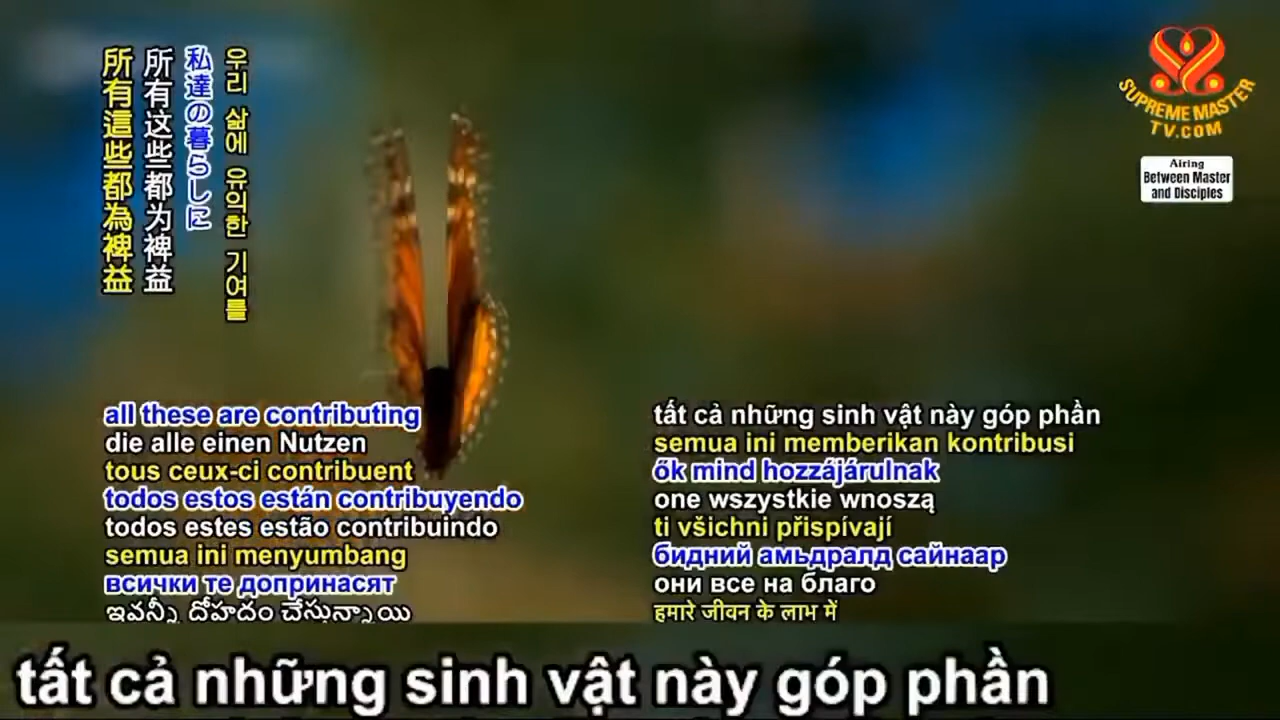 우리 삶에 유의한 기여를
私達の暮らしに
所有这些都为裨益
所有這些都為裨益
SUPREME MASTER
TV.COM
Airing
Between Master
and Disciples
all these are contributing
die alle einen Nutzen
tous ceux-ci contribuent
todos estos están contribuyendo
todos estes estão contribuindo
semua ini menyumbang
всички те допринасят
ఇవన్నీ దోహదం చేస్తున్నాయి
tất cả những sinh vật này góp phần
semua ini memberikan kontribusi
ők mind hozzájárulnak
one wszystkie wnoszą
ti všichni přispívají
бидний амьдралд сайнаар
они все на благо
हमारे जीवन के लाभ में
tất cả những sinh vật này góp phần